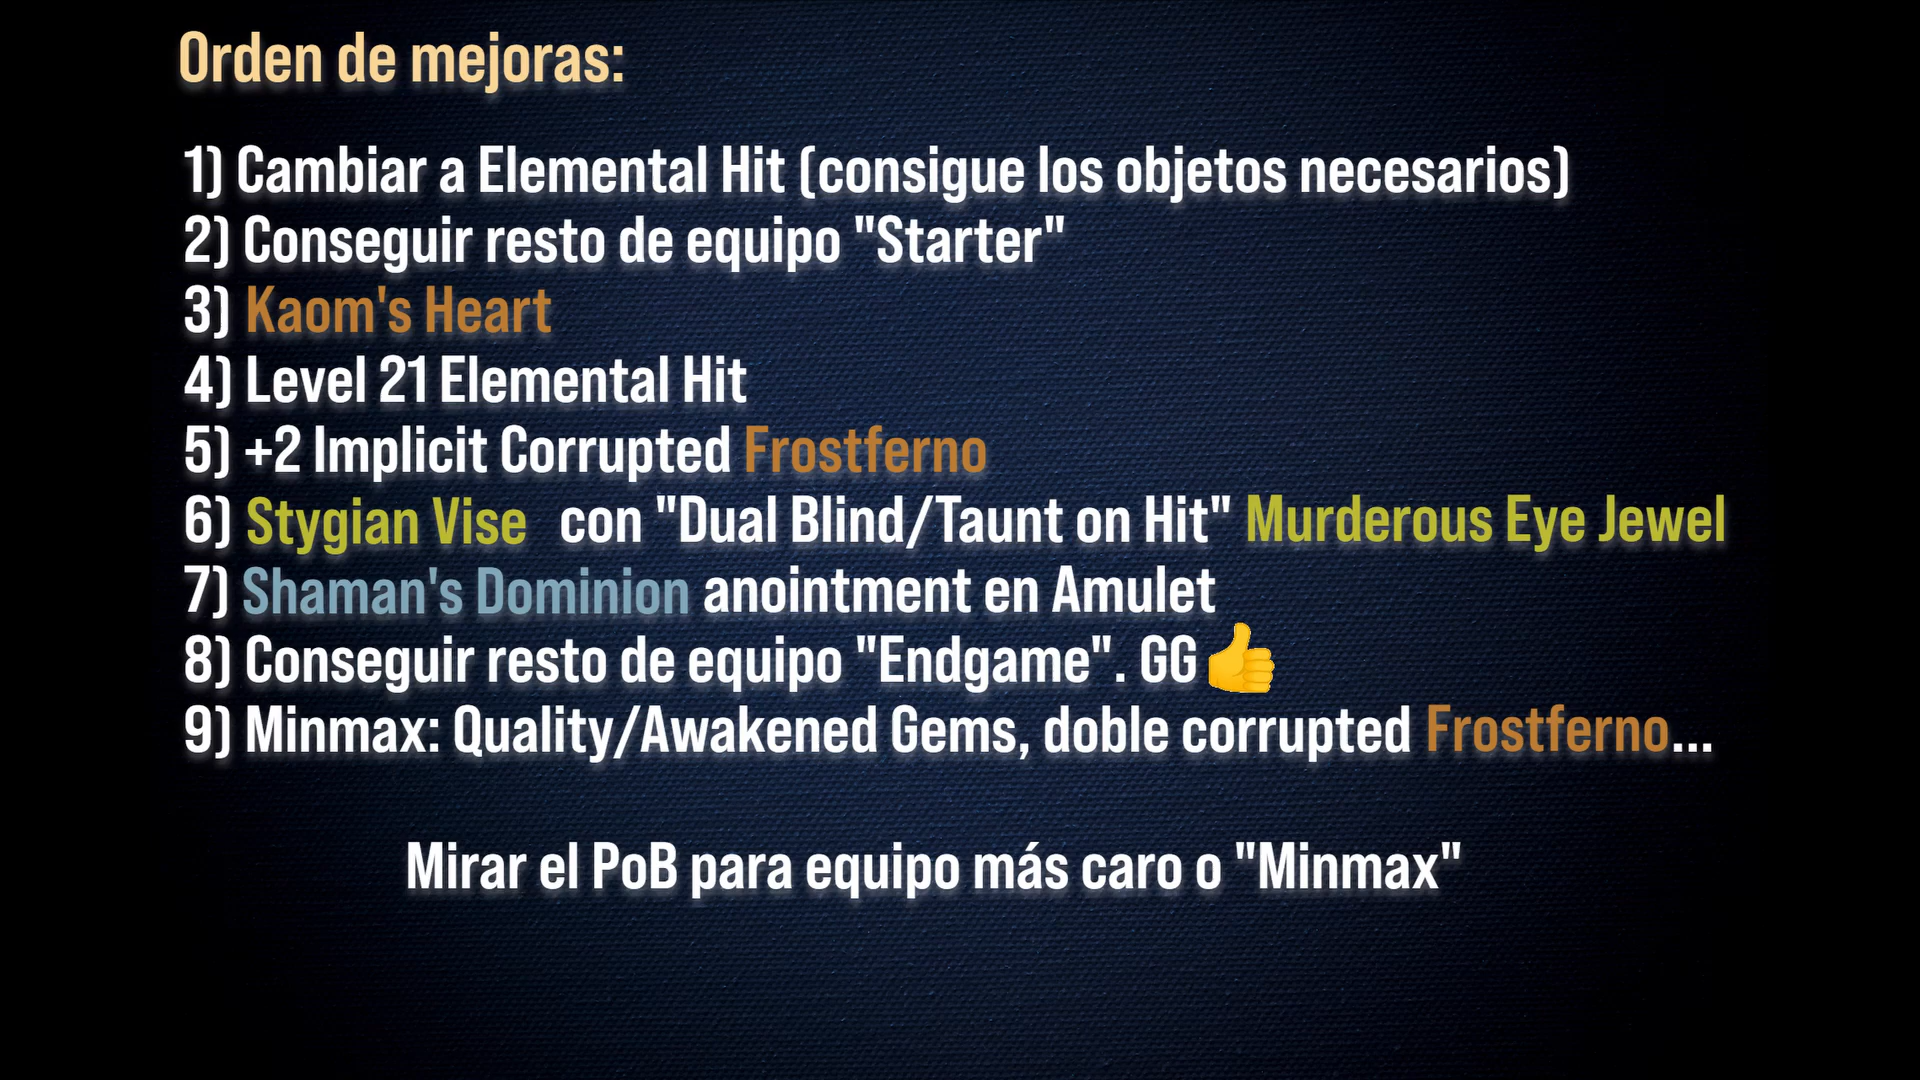 Orden de mejoras:
1) Cambiar a Elemental Hit (consigue los objetos necesarios)
2) Conseguir resto de equipo "Starter"
3) Kaom's Heart
4) Level 21 Elemental Hit
5) +2 Implicit Corrupted Frostferno
6) Stygian Vise con "Dual Blind/Taunt on Hit" Murderous Eye Jewel
7) Shaman's Dominion anointment en Amulet
8) Conseguir resto de equipo "Endgame". GG👍
9) Minmax: Quality/Awakened Gems, doble corrupted Frostferno...
Mirar el PoB para equipo más caro o "Minmax"